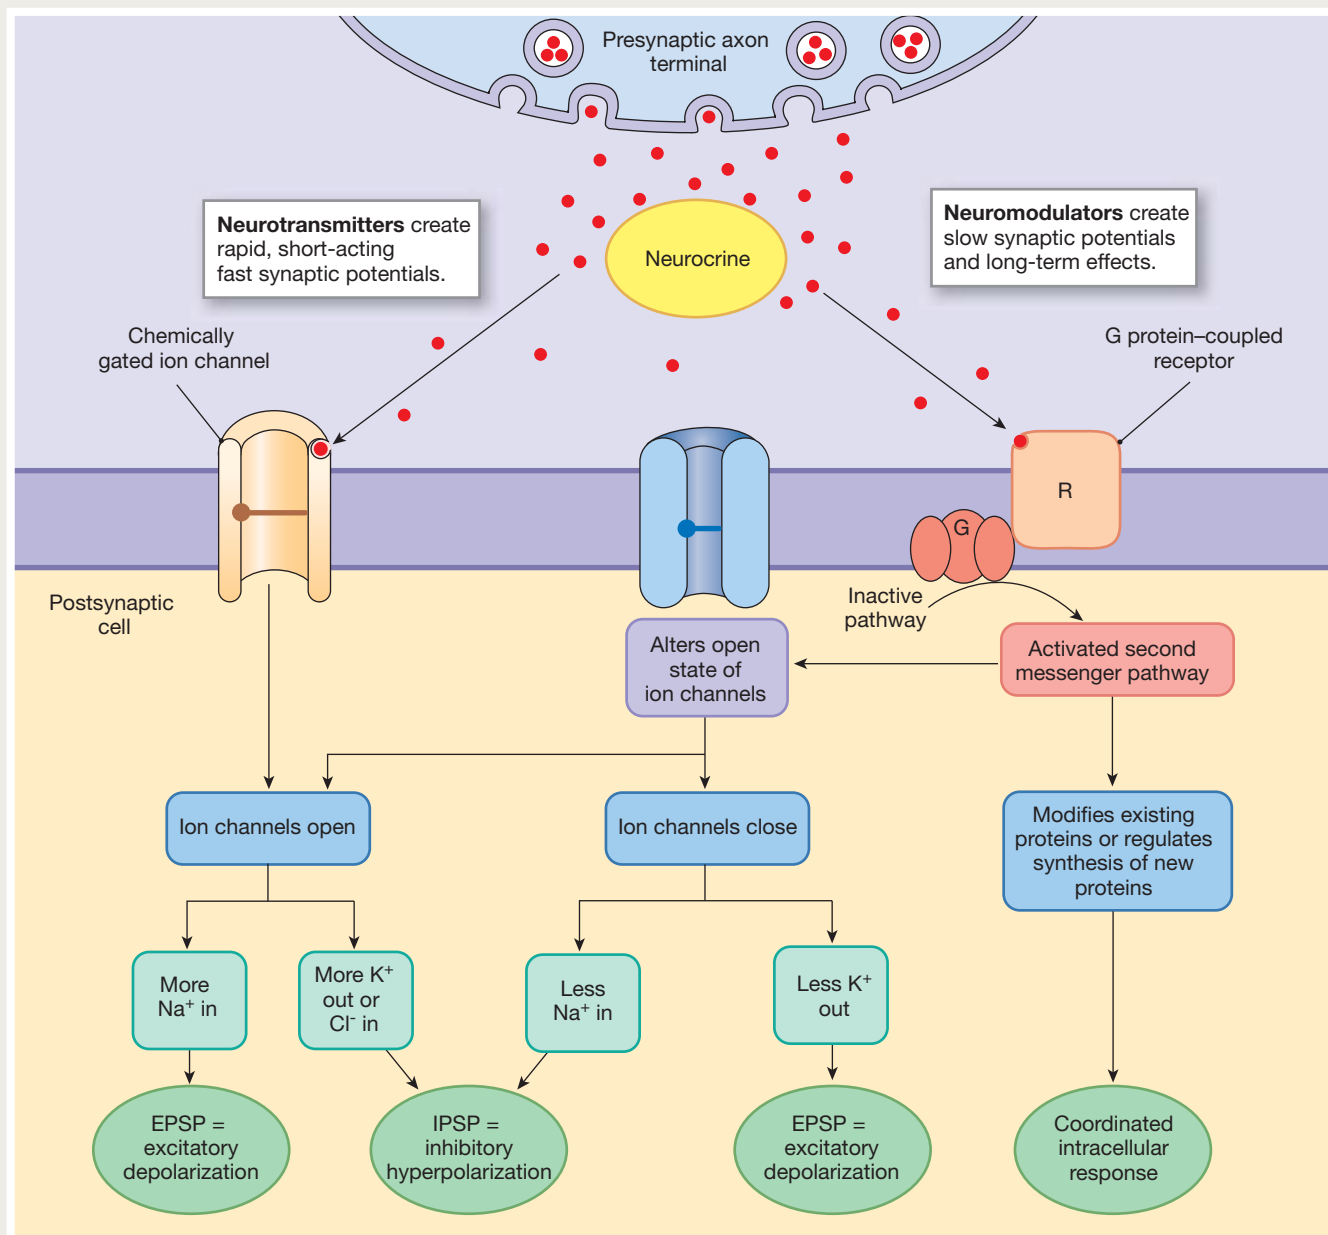 Presynaptic axon
terminal
Neurotransmitters create
rapid, short-acting
fast synaptic potentials.
Neurocrine
Neuromodulators create
slow synaptic potentials
and long-term effects.
Chemically
gated ion channel
G protein–coupled
receptor
R
G
Postsynaptic
cell
Inactive
pathway
Alters open
state of
ion channels
Activated second
messenger pathway
Ion channels open
Ion channels close
Modifies existing
proteins or regulates
synthesis of new
proteins
More
Na⁺ in
More K⁺
out or
Cl⁻ in
Less
Na⁺ in
Less K⁺
out
EPSP =
excitatory
depolarization
IPSP =
inhibitory
hyperpolarization
EPSP =
excitatory
depolarization
Coordinated
intracellular
response